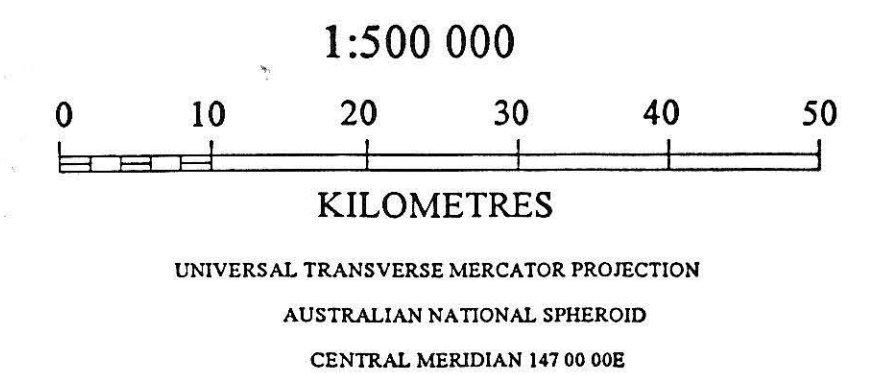 1:500 000
0 10 20 30 40 50
KILOMETRES
UNIVERSAL TRANSVERSE MERCATOR PROJECTION
AUSTRALIAN NATIONAL SPHEROID
CENTRAL MERIDIAN 147 00 00E